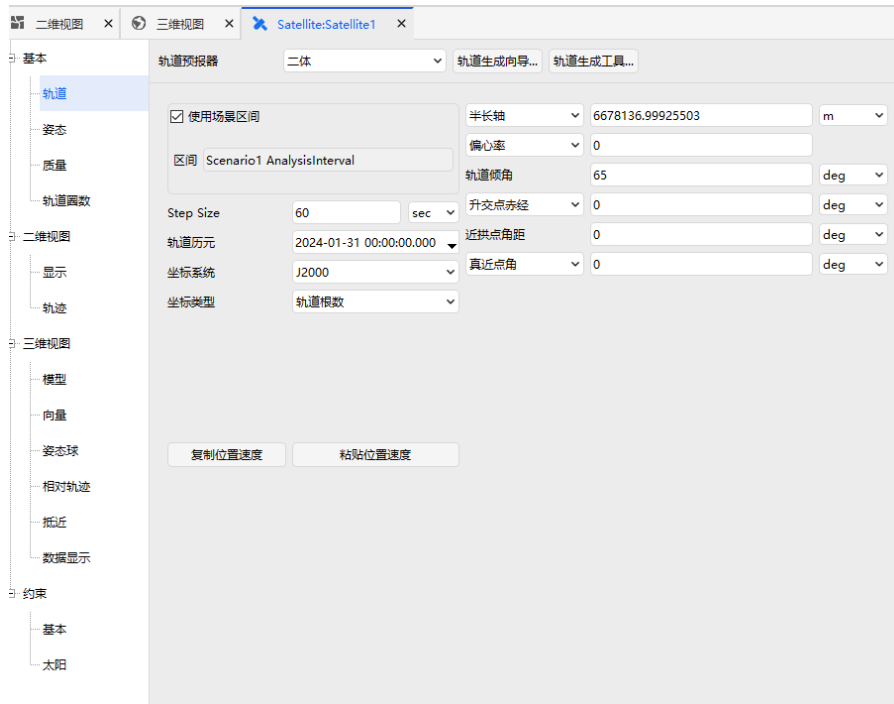 二维视图 三维视图 Satellite:Satellite1
基本
轨道
姿态
质量
轨道圈数
二维视图
显示
轨迹
三维视图
模型
向量
姿态球
相对轨迹
抵近
数据显示
约束
基本
太阳
轨道预报器 二体 轨道生成向导... 轨道生成工具...
使用场景区间
区间 Scenario1 AnalysisInterval
Step Size 60 sec
轨道历元 2024-01-31 00:00:00.000
坐标系统 J2000
坐标类型 轨道根数
半长轴 6678136.99925503 m
偏心率 0
轨道倾角 65 deg
升交点赤经 0 deg
近拱点角距 0 deg
真近点角 0 deg
复制位置速度 粘贴位置速度